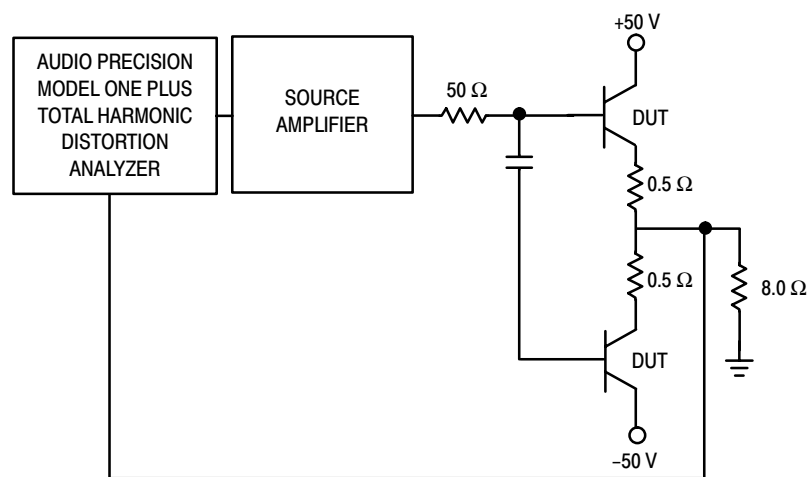 +50 V
AUDIO PRECISION
MODEL ONE PLUS
TOTAL HARMONIC
DISTORTION
ANALYZER
SOURCE
AMPLIFIER
50 Ω
DUT
0.5 Ω
0.5 Ω
8.0 Ω
DUT
–50 V